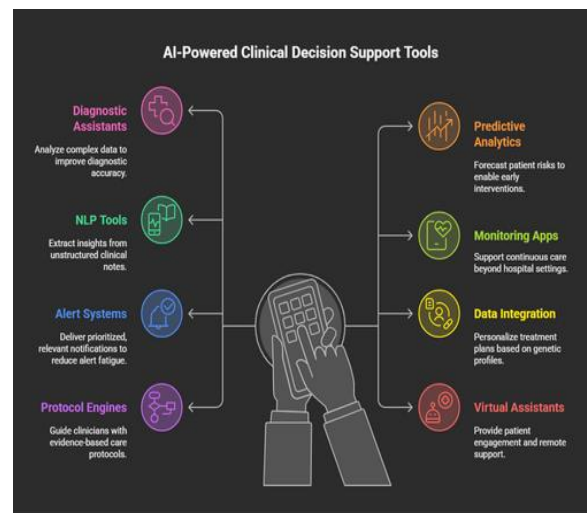 AI-Powered Clinical Decision Support Tools
Diagnostic
Assistants
Analyze complex data to
improve diagnostic
accuracy.
NLP Tools
Extract insights from
unstructured clinical
notes.
Alert Systems
Deliver prioritized,
relevant notifications to
reduce alert fatigue.
Protocol Engines
Guide clinicians with
evidence-based care
protocols.
Predictive
Analytics
Forecast patient risks to
enable early
interventions.
Monitoring Apps
Support continuous care
beyond hospital settings.
Data Integration
Personalize treatment
plans based on genetic
profiles.
Virtual Assistants
Provide patient
engagement and remote
support.